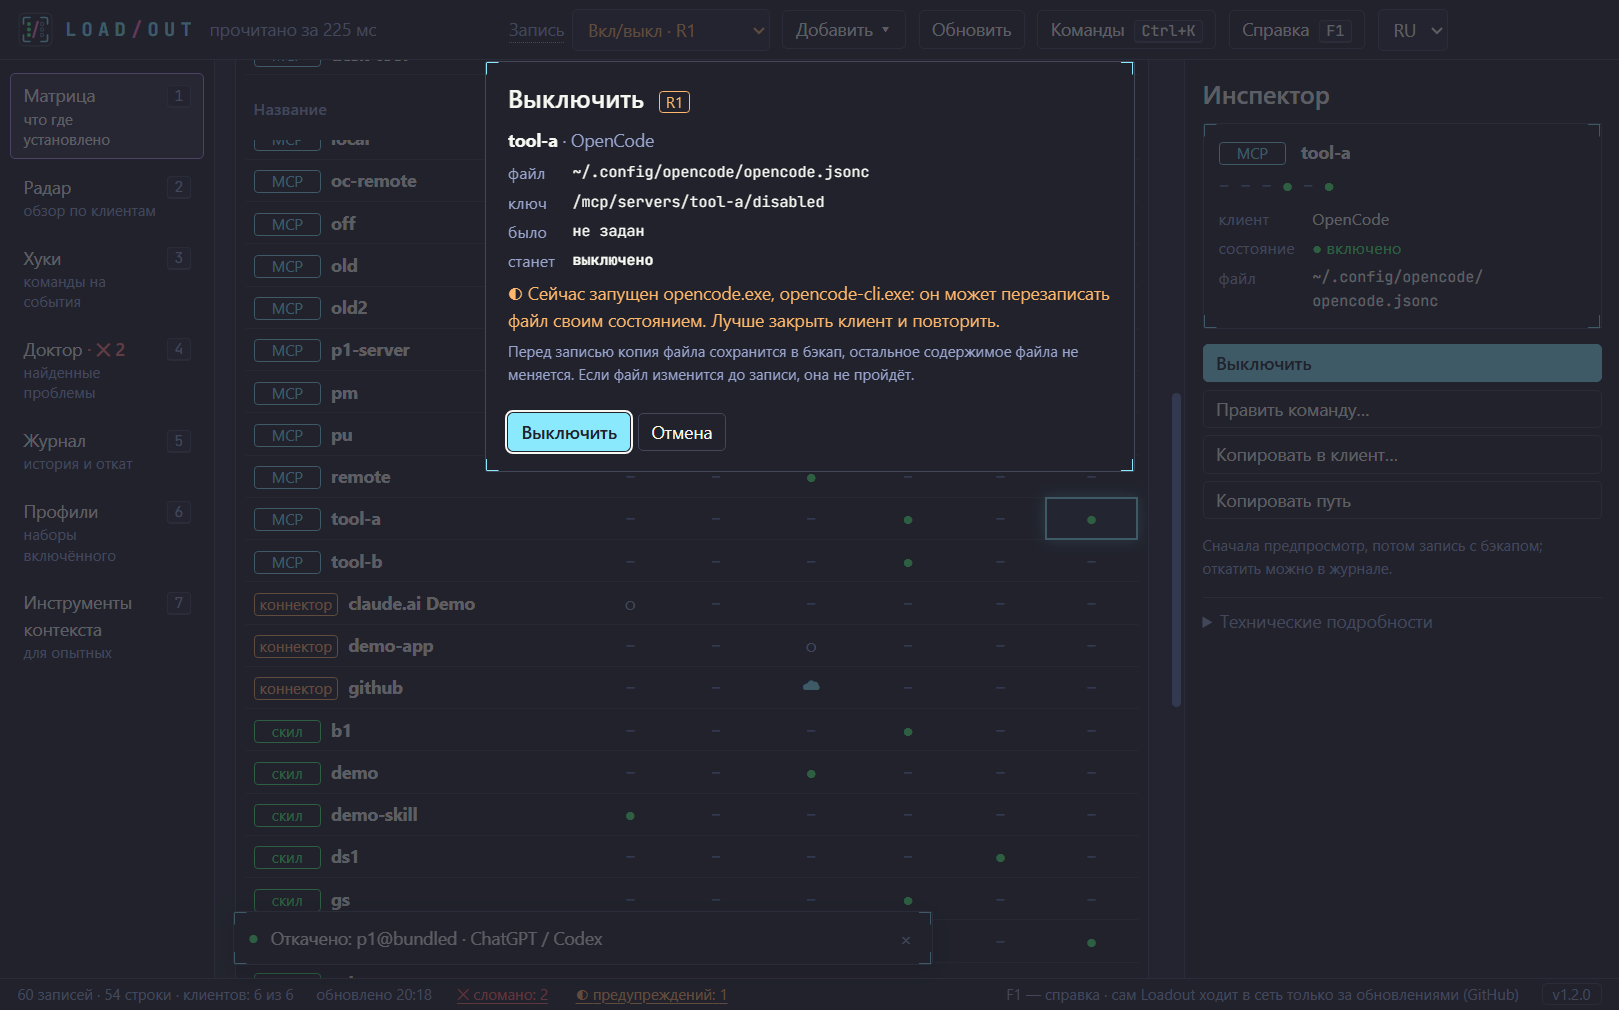 LOAD/OUT прочитано за 225 мс Запись Вкл/выкл · R1 Добавить ▾ Обновить Команды Ctrl+K Справка F1 RU
Матрица 1
что где
установлено
Радар 2
обзор по клиентам
Хуки 3
команды на
события
Доктор · ✕ 2 4
найденные
проблемы
Журнал 5
история и откат
Профили 6
наборы
включённого
Инструменты 7
контекста
для опытных
Название
MCP local
MCP oc-remote
MCP off
MCP old
MCP old2
MCP p1-server
MCP pm
MCP pu
MCP remote
MCP tool-a
MCP tool-b
коннектор claude.ai Demo
коннектор demo-app
коннектор github
скил b1
скил demo
скил demo-skill
скил ds1
скил gs
Выключить R1
tool-a · OpenCode
файл ~/.config/opencode/opencode.jsonc
ключ /mcp/servers/tool-a/disabled
было не задан
станет выключено
◐ Сейчас запущен opencode.exe, opencode-cli.exe: он может перезаписать
файл своим состоянием. Лучше закрыть клиент и повторить.
Перед записью копия файла сохранится в бэкап, остальное содержимое файла не
меняется. Если файл изменится до записи, она не пройдёт.
Выключить Отмена
Откачено: p1@bundled · ChatGPT / Codex ×
Инспектор
MCP tool-a
клиент OpenCode
состояние ● включено
файл ~/.config/opencode/
opencode.jsonc
Выключить
Править команду…
Копировать в клиент…
Копировать путь
Сначала предпросмотр, потом запись с бэкапом;
откатить можно в журнале.
▶ Технические подробности
60 записей · 54 строки · клиентов: 6 из 6 обновлено 20:18 ✕ сломано: 2 ◐ предупреждений: 1 F1 — справка · сам Loadout ходит в сеть только за обновлениями (GitHub) v1.2.0